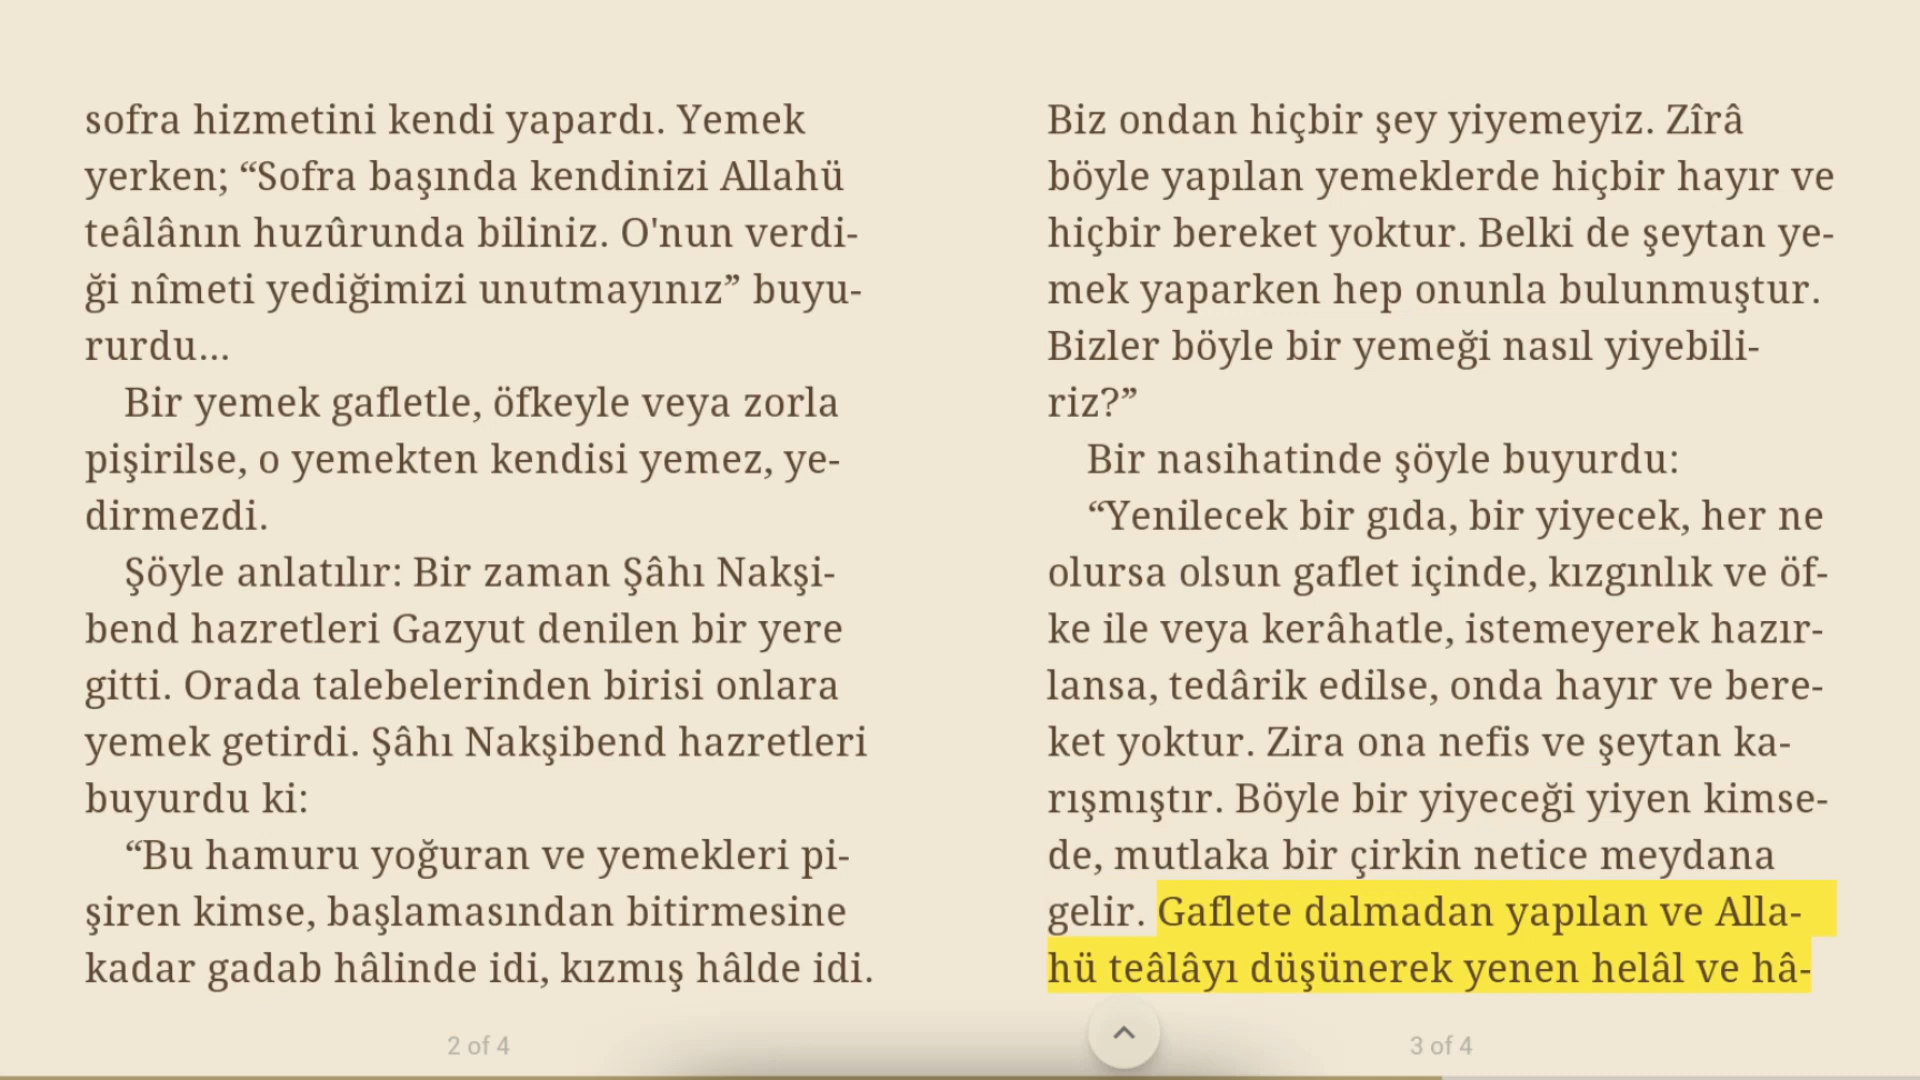 sofra hizmetini kendi yapardı. Yemek
yerken; “Sofra başında kendinizi Allahü
teâlânın huzûrunda biliniz. O'nun verdi-
ği nîmeti yediğimizi unutmayınız” buyu-
rurdu...
Bir yemek gafletle, öfkeyle veya zorla
pişirilse, o yemekten kendisi yemez, ye-
dirmezdi.
Şöyle anlatılır: Bir zaman Şâhı Nakşi-
bend hazretleri Gazyut denilen bir yere
gitti. Orada talebelerinden birisi onlara
yemek getirdi. Şâhı Nakşibend hazretleri
buyurdu ki:
“Bu hamuru yoğuran ve yemekleri pi-
şiren kimse, başlamasından bitirmesine
kadar gadab hâlinde idi, kızmış hâlde idi.
2 of 4
Biz ondan hiçbir şey yiyemeyiz. Zîrâ
böyle yapılan yemeklerde hiçbir hayır ve
hiçbir bereket yoktur. Belki de şeytan ye-
mek yaparken hep onunla bulunmuştur.
Bizler böyle bir yemeği nasıl yiyebili-
riz?”
Bir nasihatinde şöyle buyurdu:
“Yenilecek bir gıda, bir yiyecek, her ne
olursa olsun gaflet içinde, kızgınlık ve öf-
ke ile veya kerâhatle, istemeyerek hazır-
lansa, tedârik edilse, onda hayır ve bere-
ket yoktur. Zira ona nefis ve şeytan ka-
rışmıştır. Böyle bir yiyeceği yiyen kimse-
de, mutlaka bir çirkin netice meydana
gelir. Gaflete dalmadan yapılan ve Alla-
hü teâlâyı düşünerek yenen helâl ve hâ-
3 of 4